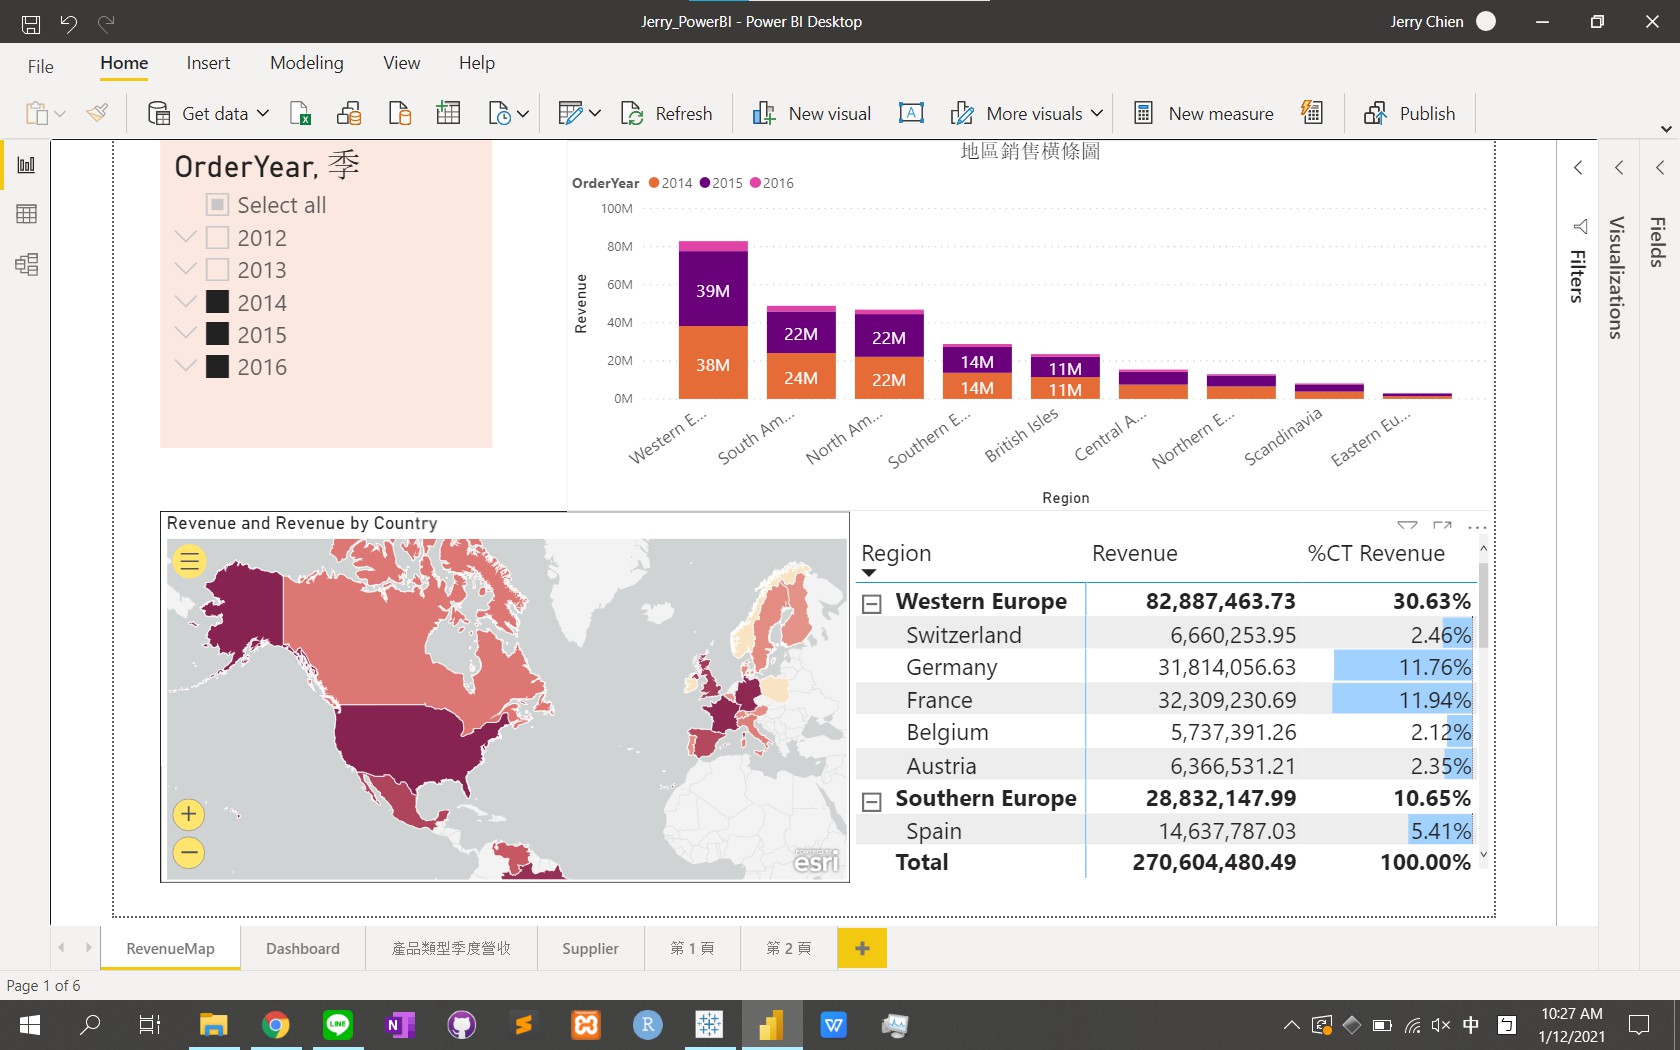 Jerry_PowerBI - Power BI Desktop
Jerry Chien
File Home Insert Modeling View Help
Get data Refresh New visual A More visuals New measure Publish
OrderYear, 季
Select all
2012
2013
2014
2015
2016
地區銷售橫條圖
OrderYear 2014 2015 2016
100M
80M
60M
40M
20M
0M
Revenue
39M
38M
22M
24M
22M
22M
14M
14M
11M
11M
Western E...
South Am...
North Am...
Southern E...
British Isles
Central A...
Northern E...
Scandinavia
Eastern Eu...
Region
Filters
Visualizations
Fields
Revenue and Revenue by Country
POWERED BY
esri
Region Revenue %CT Revenue
Western Europe 82,887,463.73 30.63%
Switzerland 6,660,253.95 2.46%
Germany 31,814,056.63 11.76%
France 32,309,230.69 11.94%
Belgium 5,737,391.26 2.12%
Austria 6,366,531.21 2.35%
Southern Europe 28,832,147.99 10.65%
Spain 14,637,787.03 5.41%
Total 270,604,480.49 100.00%
RevenueMap Dashboard 產品類型季度營收 Supplier 第 1 頁 第 2 頁
Page 1 of 6
LINE N R W 中 ㄅ
10:27 AM
1/12/2021